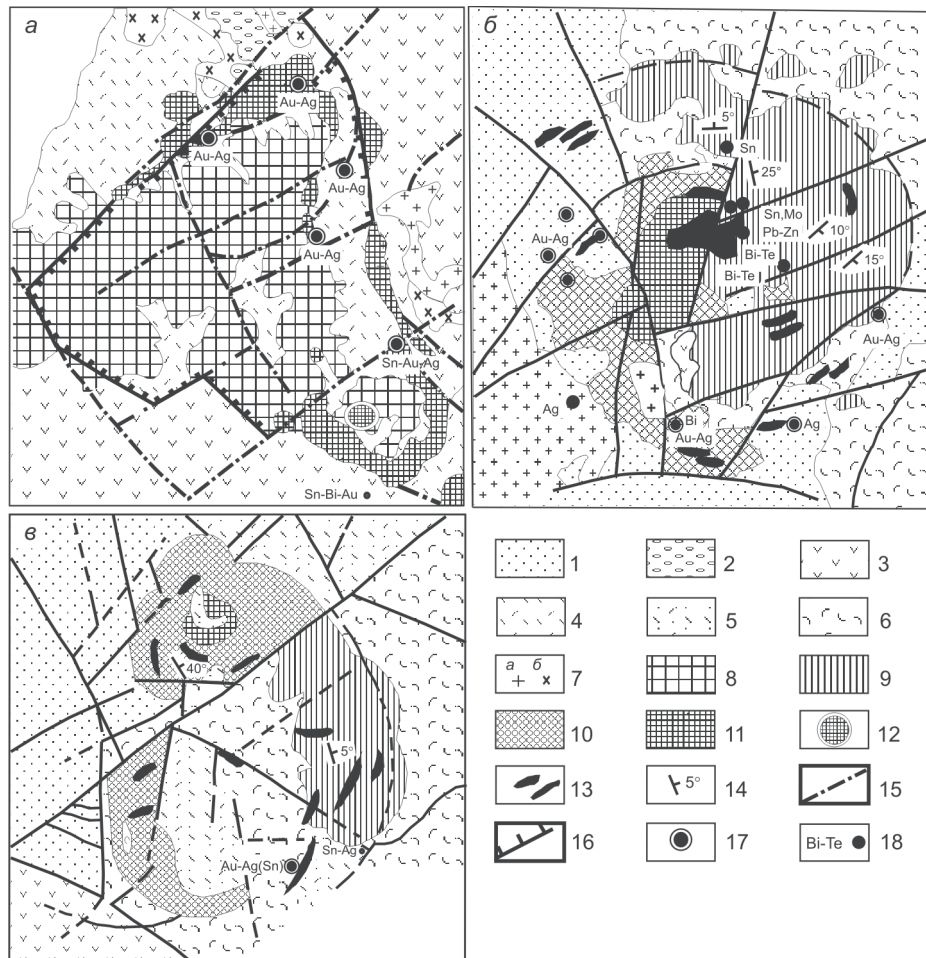 а
Au-Ag
Au-Ag
Au-Ag
Au-Ag
Sn-Au-Ag
Sn-Bi-Au
б
5°
Sn
25°
Sn,Mo
Pb-Zn
10°
Au-Ag
Bi-Te
15°
Bi-Te
Au-Ag
Ag
Bi
Au-Ag
Ag
в
40°
5°
Sn-Ag
Au-Ag(Sn)
1
2
3
4
5
6
а б
7
8
9
10
11
12
13
5°
14
15
16
17
Bi-Te
18